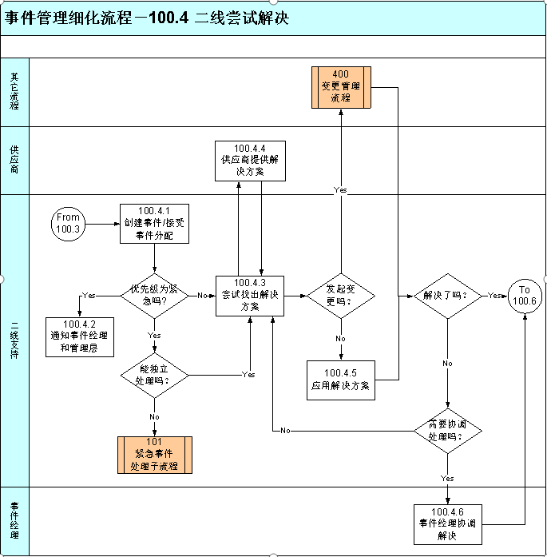 事件管理细化流程－100.4 二线尝试解决
其它流程
400
变更管理
流程
供应商
100.4.4
供应商提供解
决方案
Yes
二线支持
From
100.3
100.4.1
创建事件/接受
事件分配
优先级为紧
急吗?
Yes
No
100.4.3
尝试找出解决
方案
发起变
更吗?
解决了吗?
Yes
To
100.6
100.4.2
通知事件经理
和管理层
Yes
No
能独立
处理吗?
Yes
100.4.5
应用解决方案
No
No
需要协调
处理吗?
No
101
紧急事件
处理子流程
Yes
事件经理
100.4.6
事件经理协调
解决